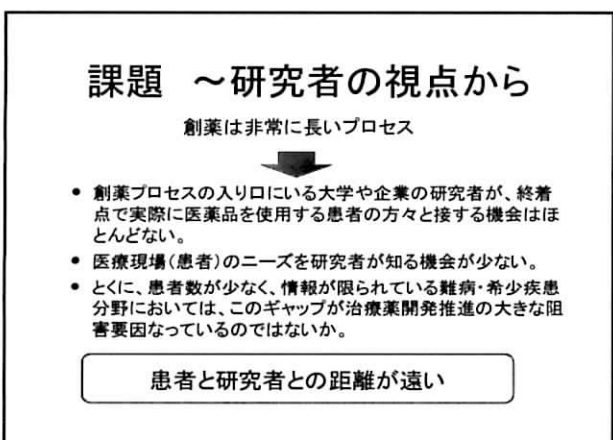 課題　～研究者の視点から
創薬は非常に長いプロセス
• 創薬プロセスの入り口にいる大学や企業の研究者が、終着
点で実際に医薬品を使用する患者の方々と接する機会はほ
とんどない。
• 医療現場(患者)のニーズを研究者が知る機会が少ない。
• とくに、患者数が少なく、情報が限られている難病・希少疾患
分野においては、このギャップが治療薬開発推進の大きな阻
害要因なっているのではないか。
患者と研究者との距離が遠い